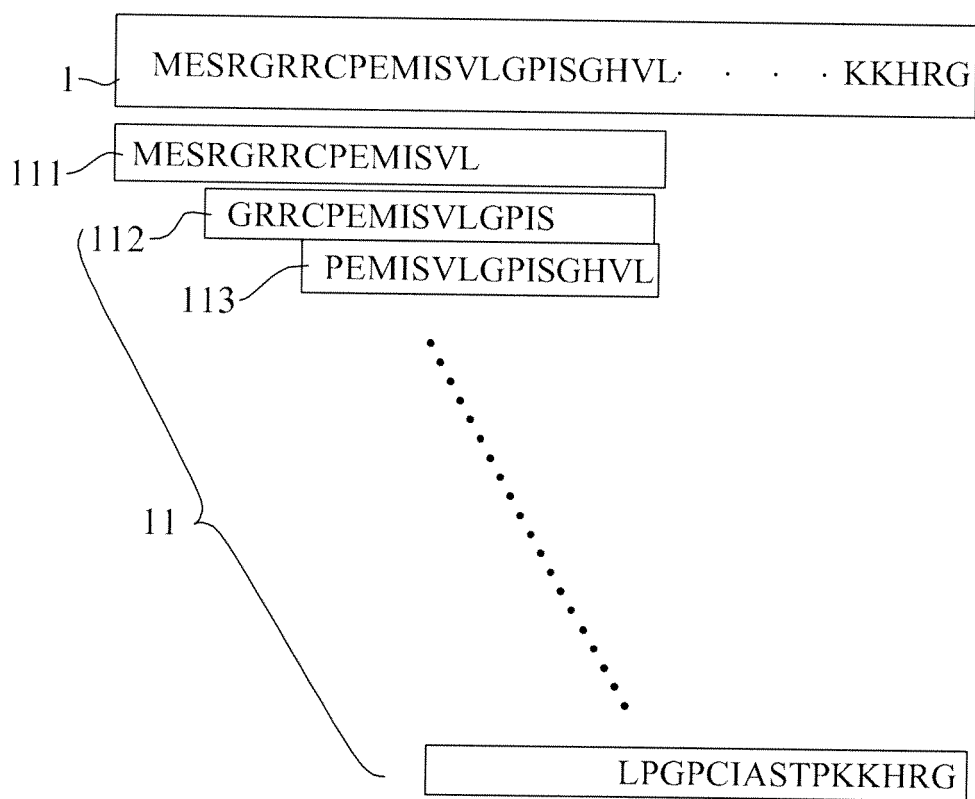 MESRGRRCPEMISVLGPISGHVL· · · · KKHRG
1
MESRGRRCPEMISVL
111
GRRCPEMISVLGPIS
112
PEMISVLGPISGHVL
113
11
LPGPCIASTPKKHRG